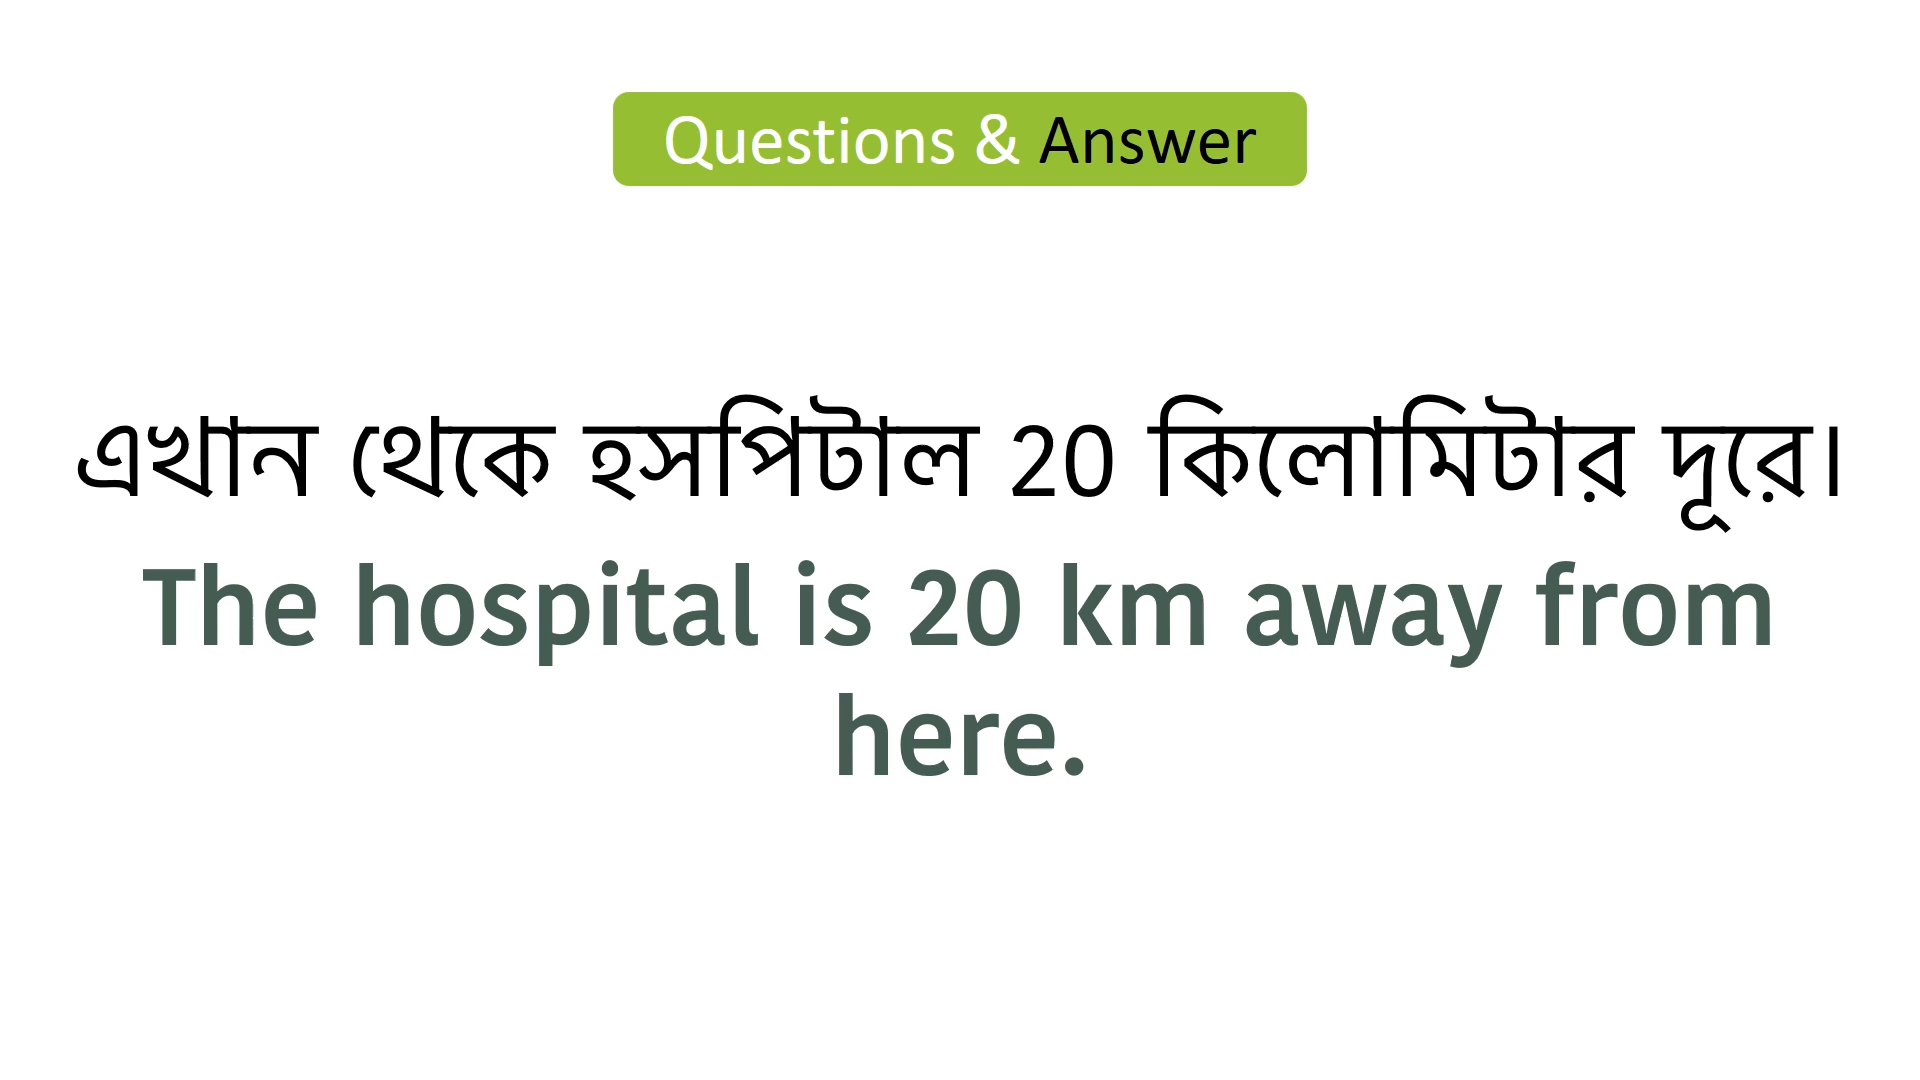 Questions & Answer
এখান থেকে হসপিটাল 20 কিলোমিটার দূরে।
The hospital is 20 km away from
here.